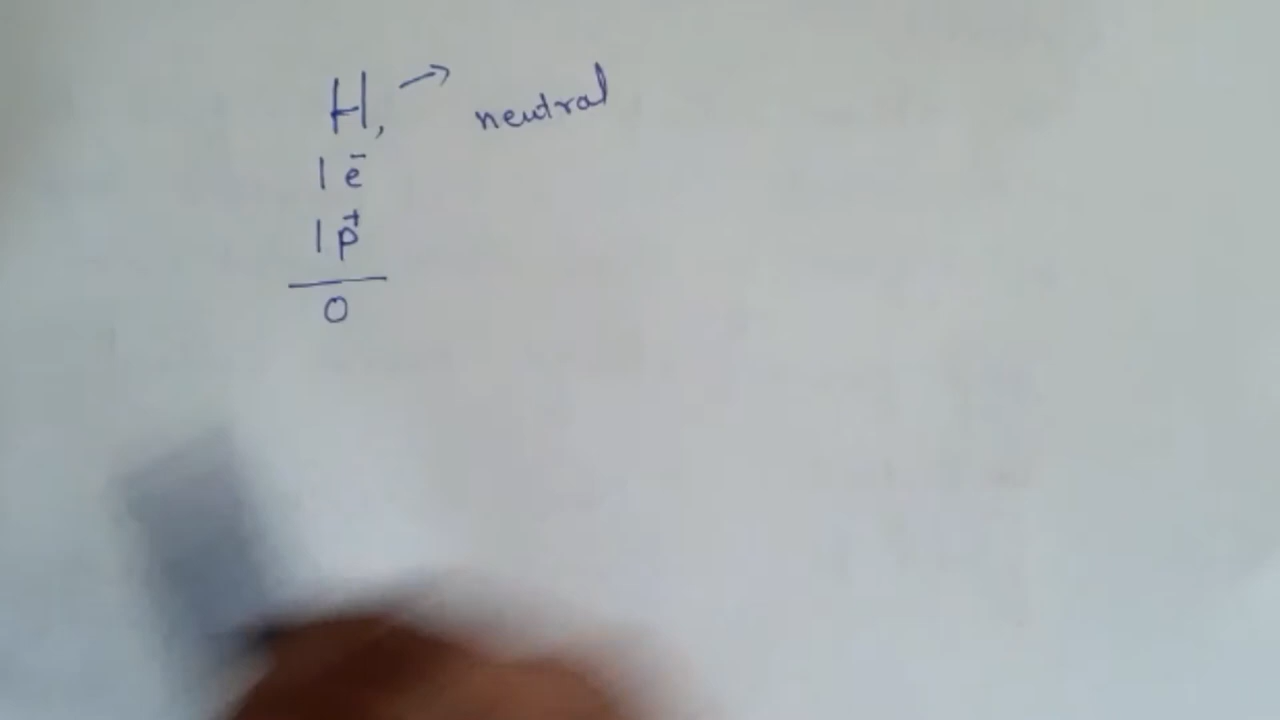 H, → neutral
1 e⁻
1 p⁺
0